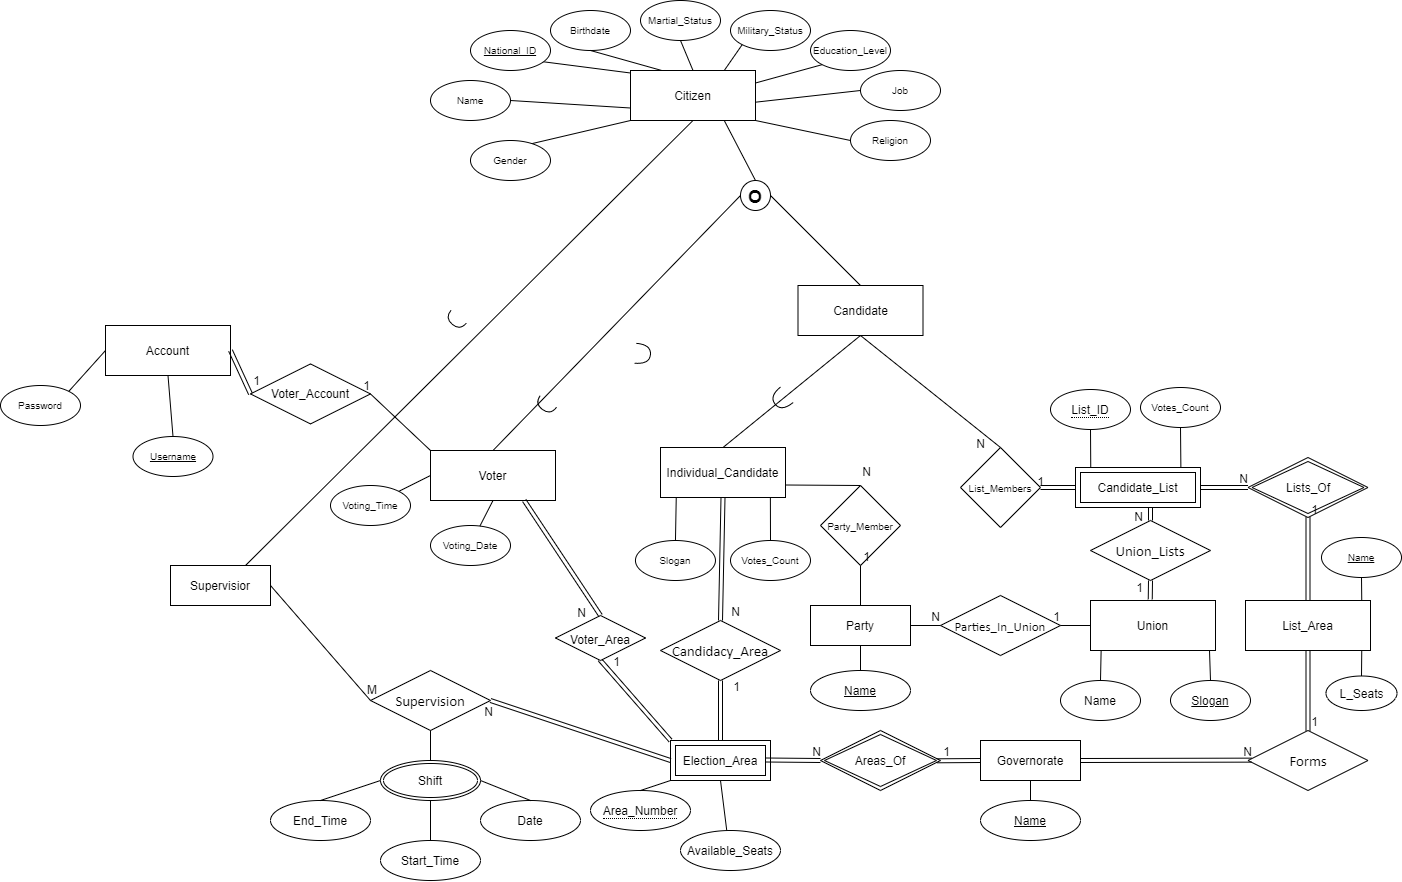 Martial_Status
Birthdate
Military_Status
National_ID
Education_Level
Name
Citizen
Job
Gender
Religion
O
Candidate
Account
1
Voter_Account
1
Password
Username
Voter
Voting_Time
Voting_Date
Individual_Candidate
Slogan
Votes_Count
N
Party_Member
1
N
List_Members
1
List_ID
Votes_Count
Candidate_List
N
Lists_Of
1
N
Union_Lists
1
Name
Supervisior
N
Voter_Area
1
N
Candidacy_Area
1
Party
N
Parties_In_Union
1
Union
List_Area
Name
Name
Slogan
L_Seats
M
Supervision
N
1
Election_Area
N
Areas_Of
1
Governorate
N
Forms
Shift
End_Time
Date
Start_Time
Area_Number
Available_Seats
Name